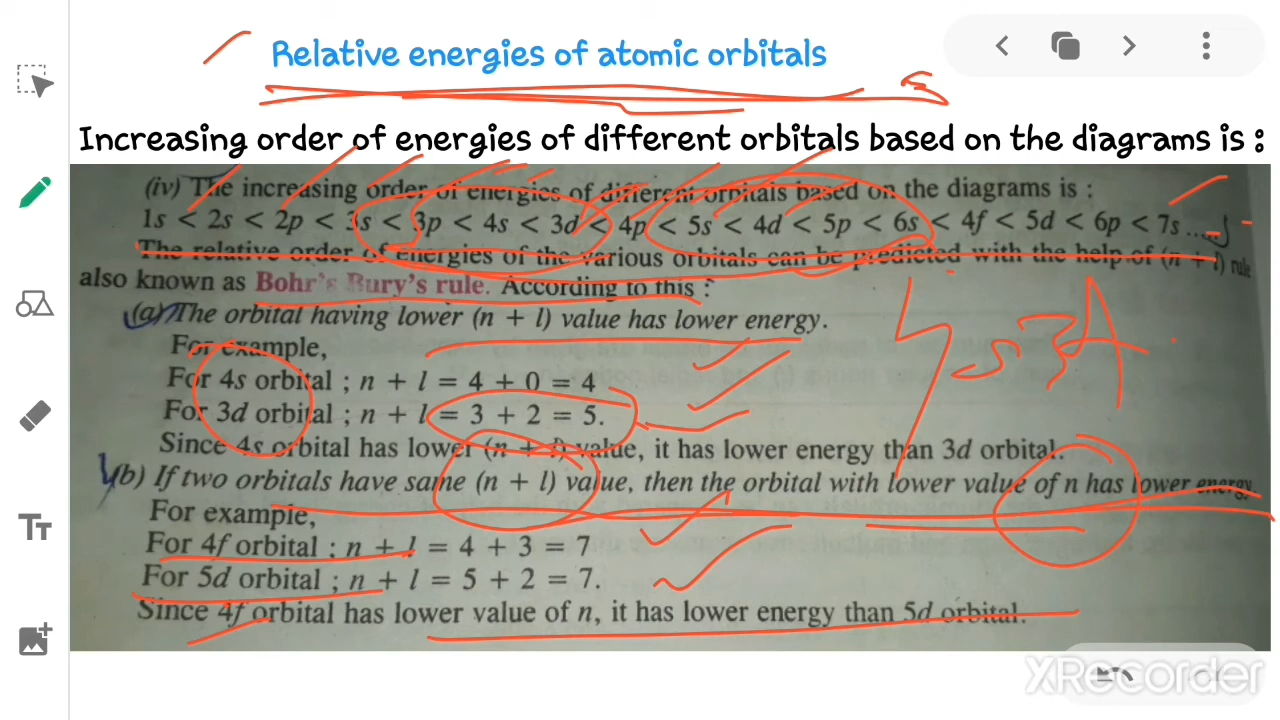 Relative energies of atomic orbitals
Increasing order of energies of different orbitals based on the diagrams is :
(iv) The increasing order of energies of different orbitals based on the diagrams is :
1s < 2s < 2p < 3s < 3p < 4s < 3d < 4p < 5s < 4d < 5p < 6s < 4f < 5d < 6p < 7s .....
The relative order of energies of the various orbitals can be predicted with the help of (n + l) rule
also known as Bohr's Bury's rule. According to this :
(a) The orbital having lower (n + l) value has lower energy.
For example,
For 4s orbital ; n + l = 4 + 0 = 4
For 3d orbital ; n + l = 3 + 2 = 5.
Since 4s orbital has lower (n + l) value, it has lower energy than 3d orbital.
(b) If two orbitals have same (n + l) value, then the orbital with lower value of n has lower energy
For example,
For 4f orbital ; n + l = 4 + 3 = 7
For 5d orbital ; n + l = 5 + 2 = 7.
Since 4f orbital has lower value of n, it has lower energy than 5d orbital.
4s 3d
Tт
XRecorder